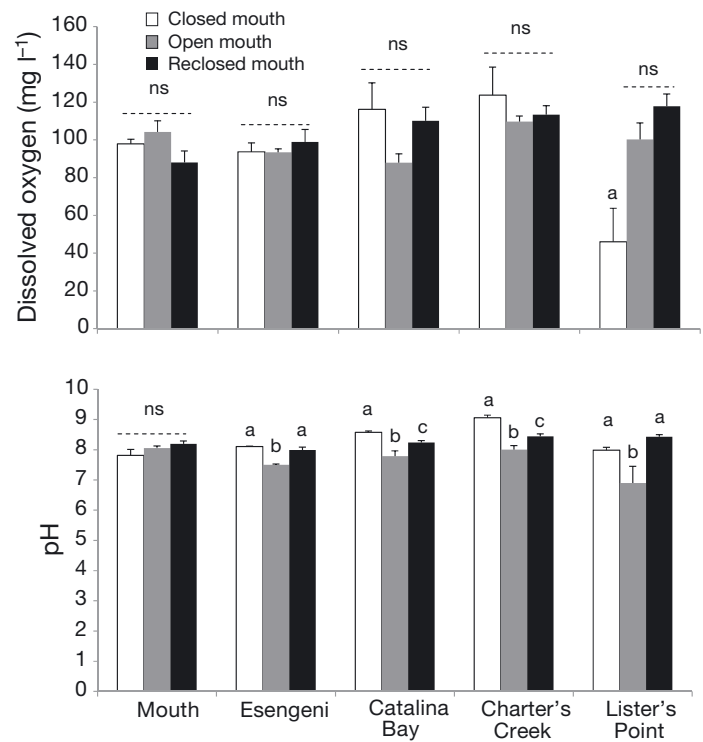 Dissolved oxygen (mg l–1)
160
140
120
100
80
60
40
20
0
Closed mouth
Open mouth
Reclosed mouth
ns
ns
ns
ns
a
ns
pH
10
9
8
7
6
5
4
3
2
1
0
ns
a b a
a b c
a b c
a b a
Mouth
Esengeni
Catalina
Bay
Charter's
Creek
Lister's
Point